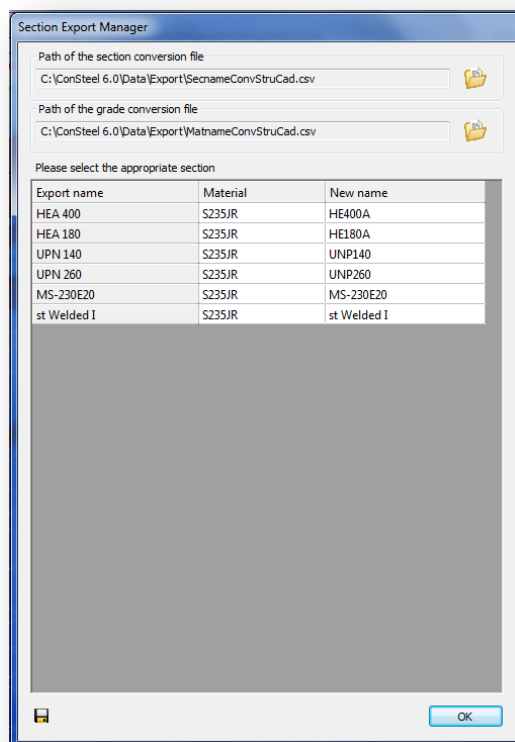 Section Export Manager
Path of the section conversion file
C:\ConSteel 6.0\Data\Export\SecnameConvStruCad.csv
Path of the grade conversion file
C:\ConSteel 6.0\Data\Export\MatnameConvStruCad.csv
Please select the appropriate section
Export name Material New name
HEA 400 S235JR HE400A
HEA 180 S235JR HE180A
UPN 140 S235JR UNP140
UPN 260 S235JR UNP260
MS-230E20 S235JR MS-230E20
st Welded I S235JR st Welded I
OK